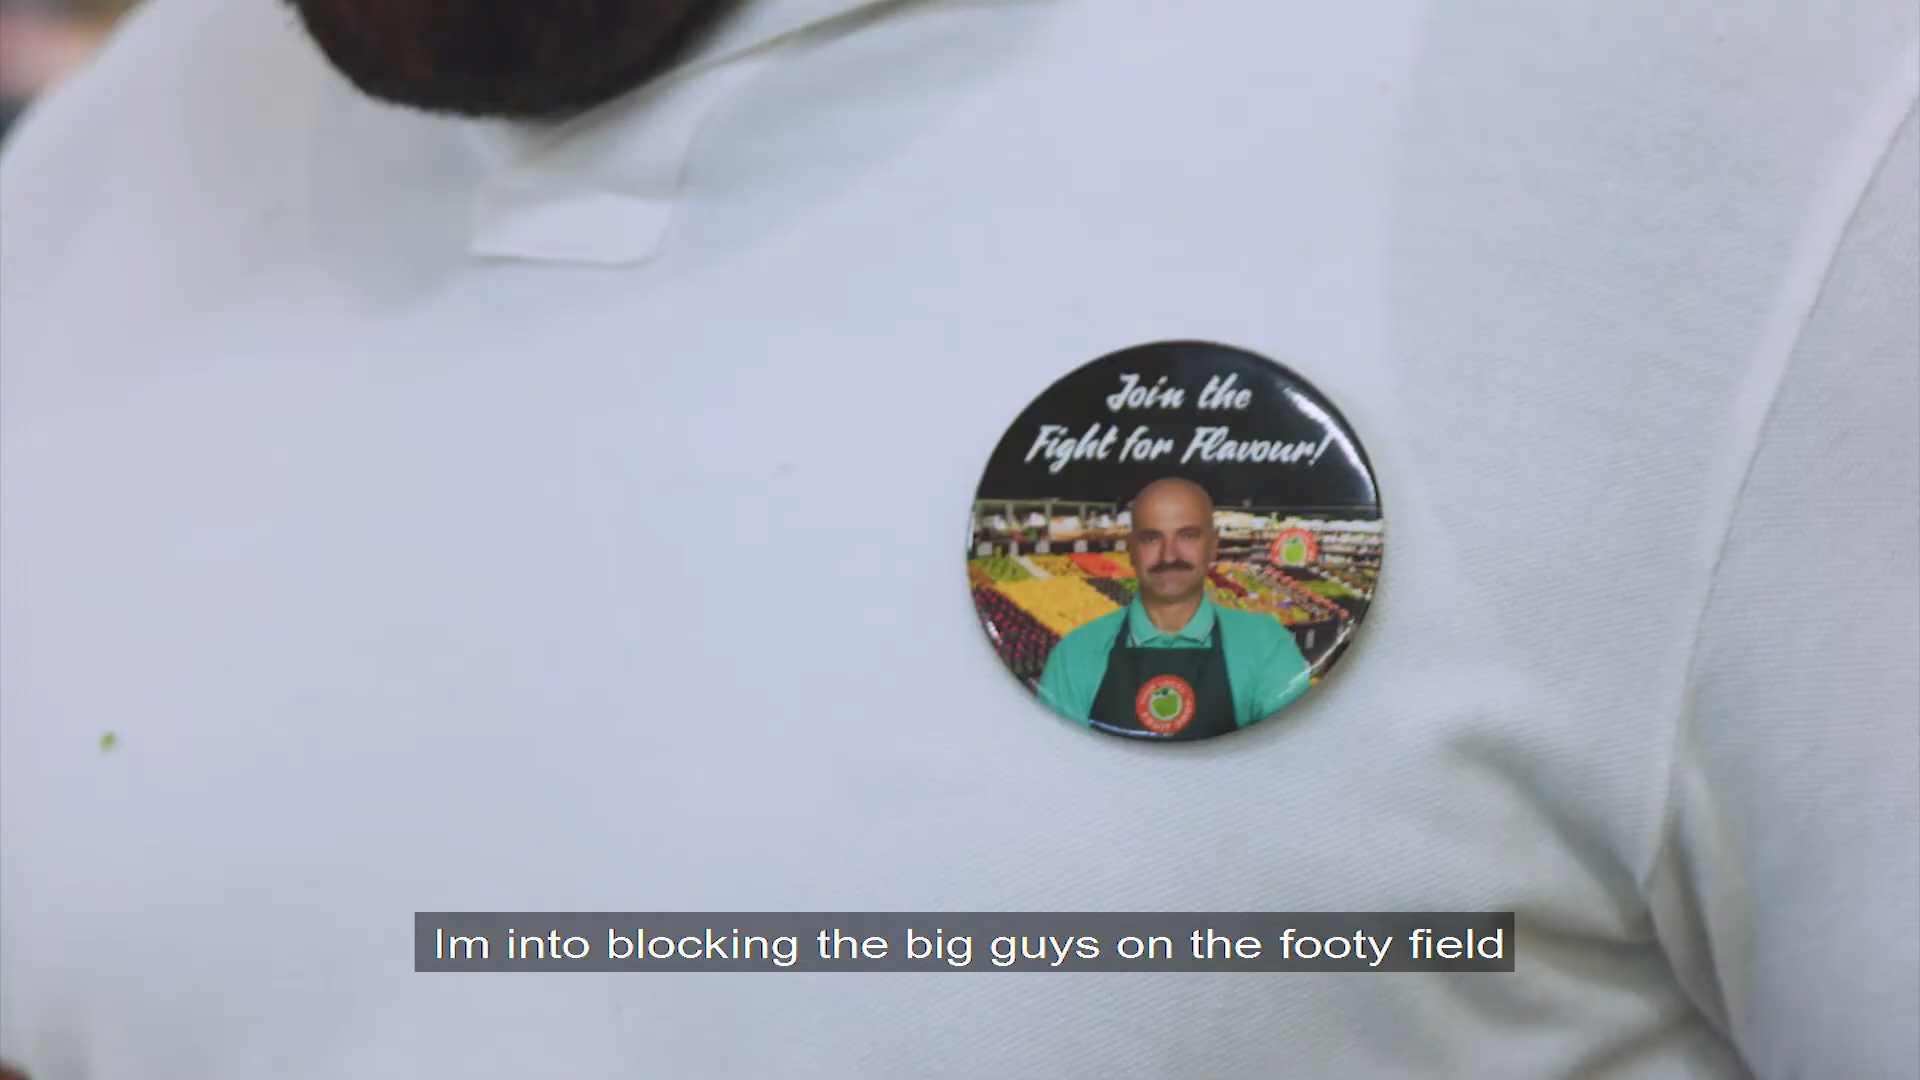 Join the
Fight for Flavour!
Im into blocking the big guys on the footy field